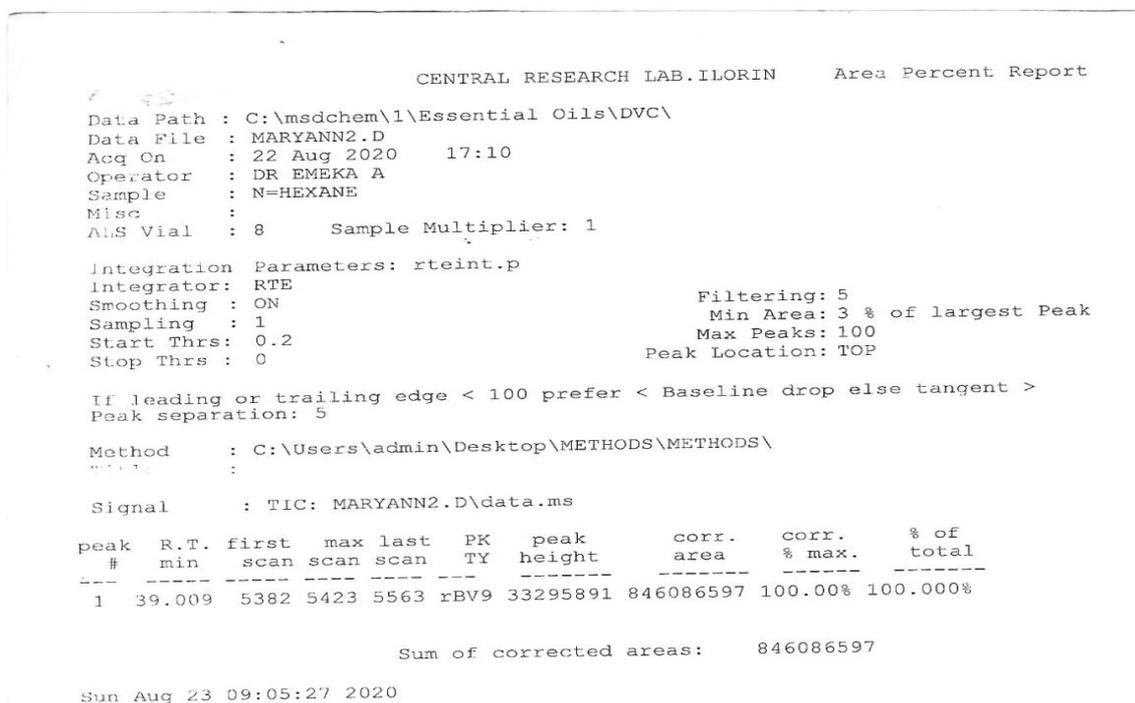 CENTRAL RESEARCH LAB.ILORIN Area Percent Report
Data Path : C:\msdchem\1\Essential Oils\DVC\
Data File : MARYANN2.D
Acq On : 22 Aug 2020 17:10
Operator : DR EMEKA A
Sample : N=HEXANE
Misc :
ALS Vial : 8 Sample Multiplier: 1
Integration Parameters: rteint.p
Integrator: RTE
Smoothing : ON Filtering: 5
Sampling : 1 Min Area: 3 % of largest Peak
Start Thrs: 0.2 Max Peaks: 100
Stop Thrs : 0 Peak Location: TOP
If leading or trailing edge < 100 prefer < Baseline drop else tangent >
Peak separation: 5
Method : C:\Users\admin\Desktop\METHODS\METHODS\
:
Signal : TIC: MARYANN2.D\data.ms
peak R.T. first max last PK peak corr. corr. % of
# min scan scan scan TY height area % max. total
--- ----- ----- ---- ---- --- ------- ------- ------ -------
1 39.009 5382 5423 5563 rBV9 33295891 846086597 100.00% 100.000%
Sum of corrected areas: 846086597
Sun Aug 23 09:05:27 2020